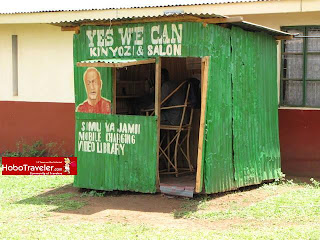 YES WE CAN
KINYOZI & SALON
SIMU YA JAMII
MOBILE CHARGING
VIDEO LIBRARY
HoboTraveler.com